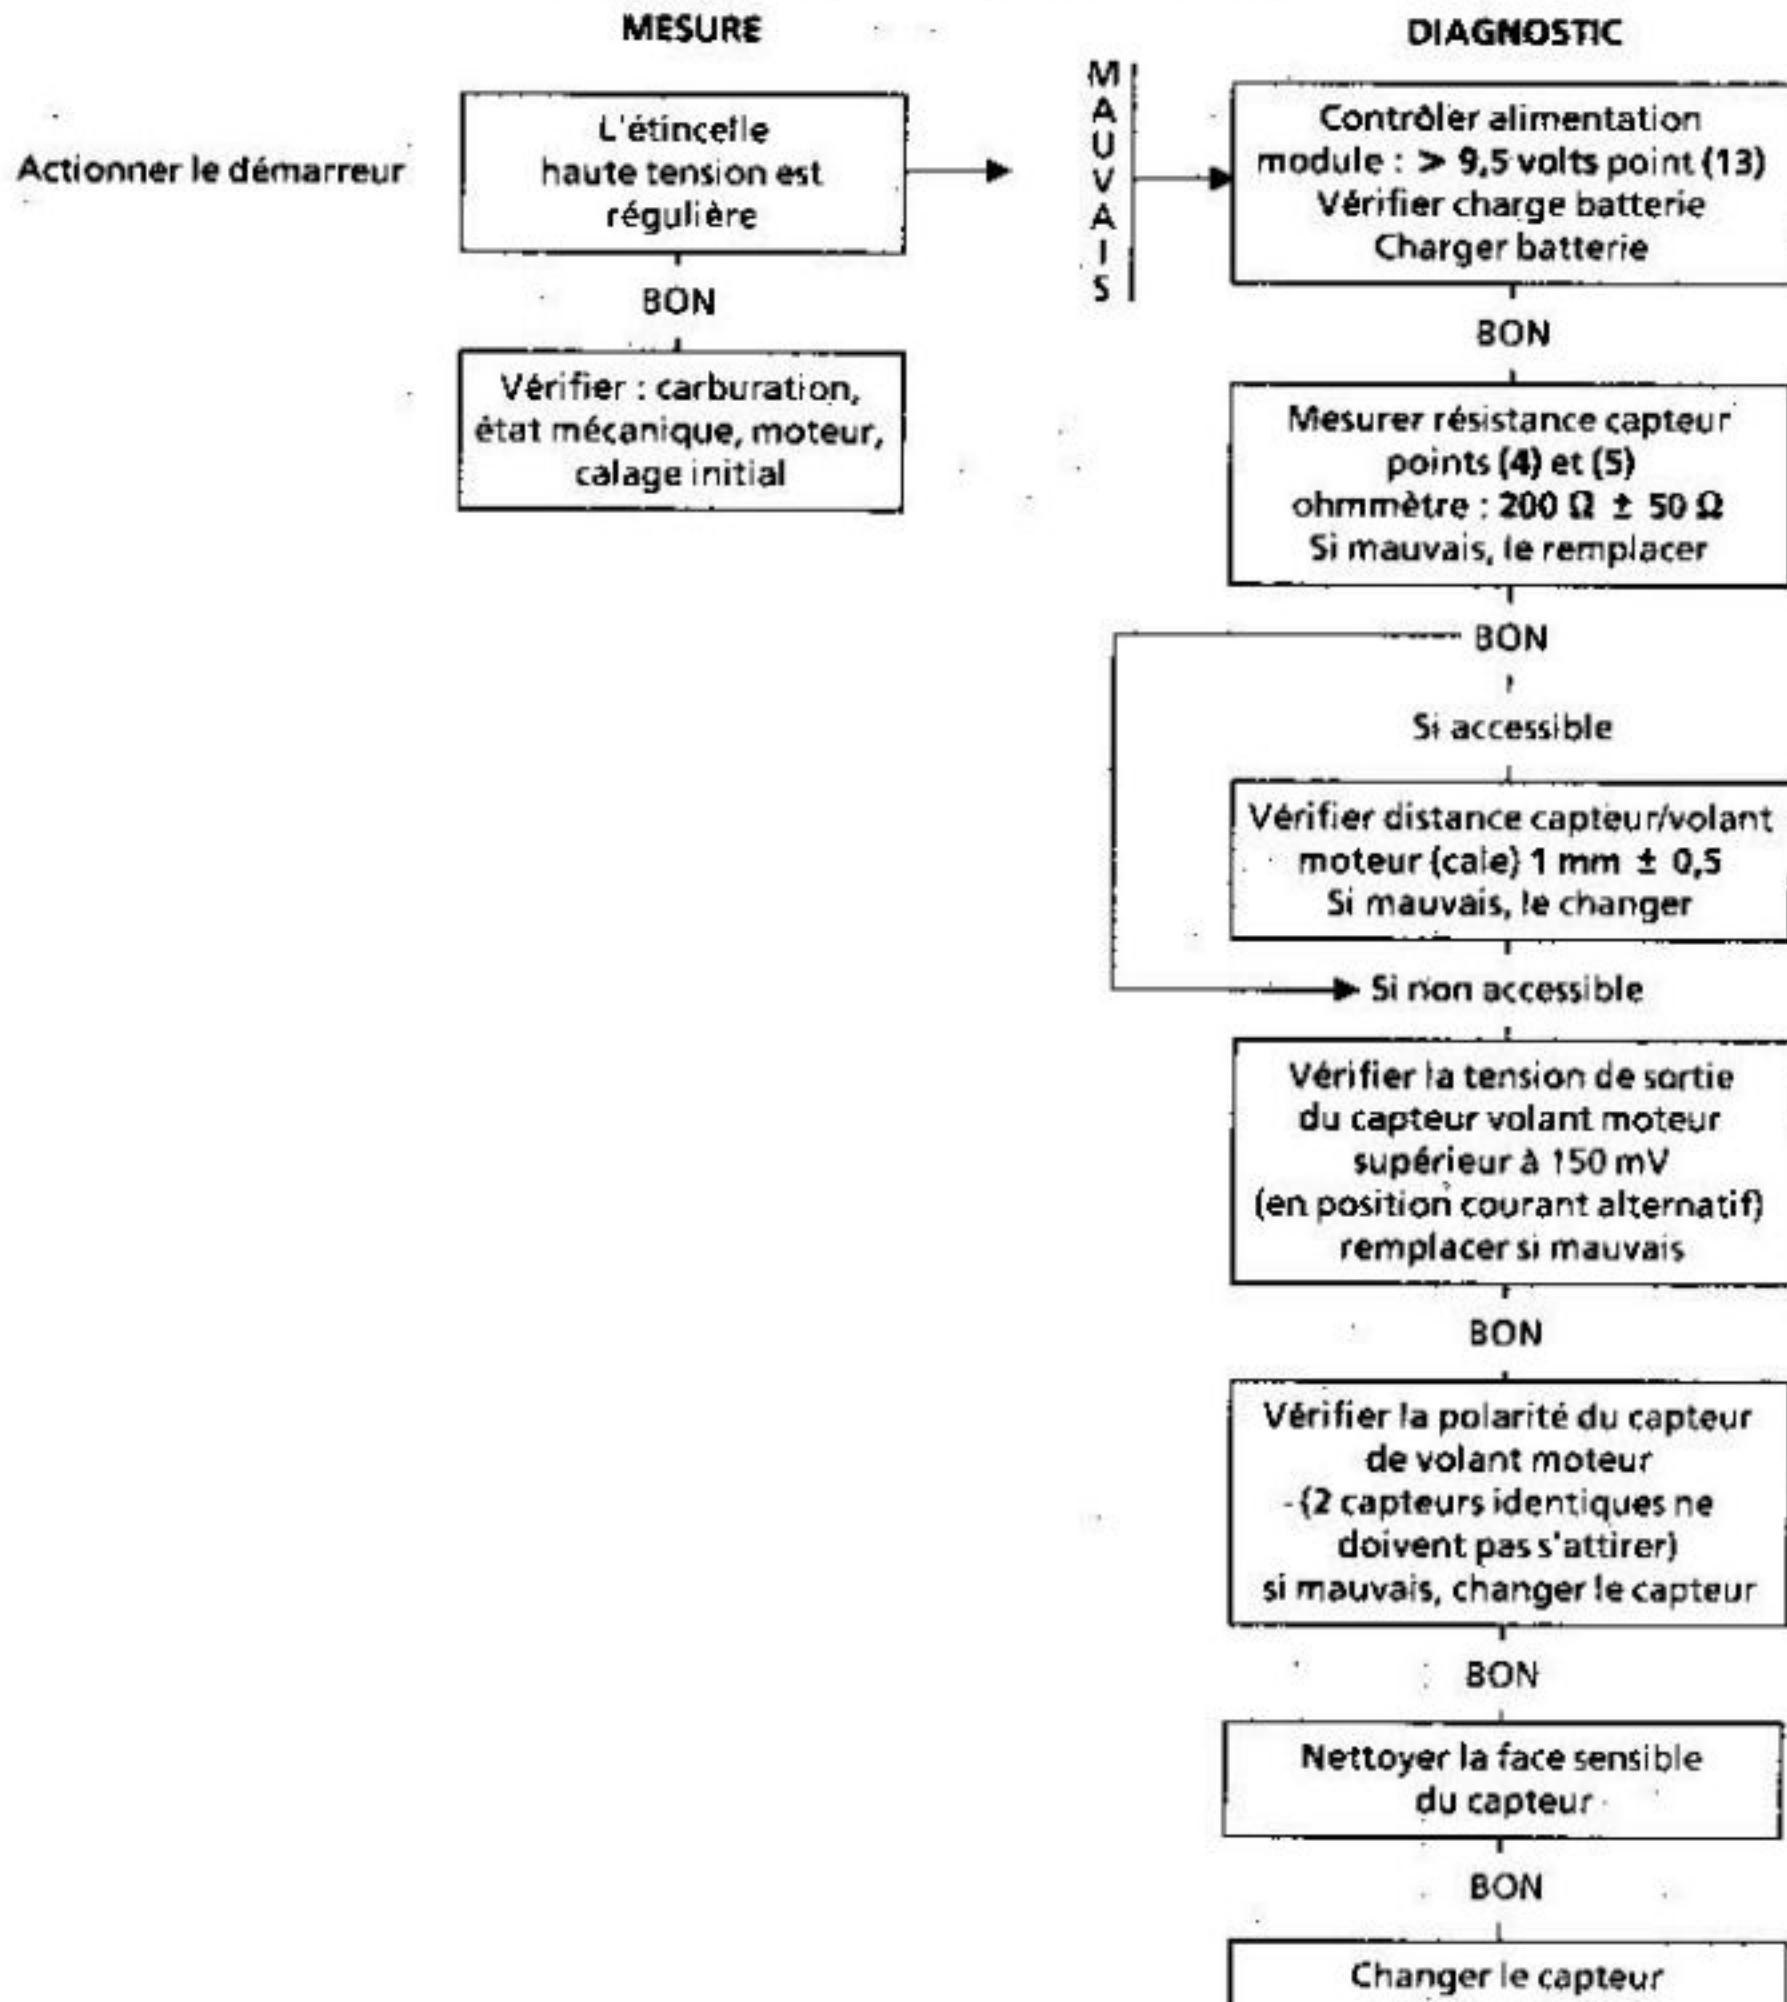 MESURE
DIAGNOSTIC
Actionner le démarreur
L'étincelle
haute tension est
régulière
BON
Vérifier : carburation,
état mécanique, moteur,
calage initial
MAUVAIS
Contrôler alimentation
module : > 9,5 volts point (13)
Vérifier charge batterie
Charger batterie
BON
Mesurer résistance capteur
points (4) et (5)
ohmmètre : 200 Ω ± 50 Ω
Si mauvais, le remplacer
BON
Si accessible
Vérifier distance capteur/volant
moteur (cale) 1 mm ± 0,5
Si mauvais, le changer
Si non accessible
Vérifier la tension de sortie
du capteur volant moteur
supérieur à 150 mV
(en position courant alternatif)
remplacer si mauvais
BON
Vérifier la polarité du capteur
de volant moteur
- (2 capteurs identiques ne
doivent pas s'attirer)
si mauvais, changer le capteur
BON
Nettoyer la face sensible
du capteur
BON
Changer le capteur